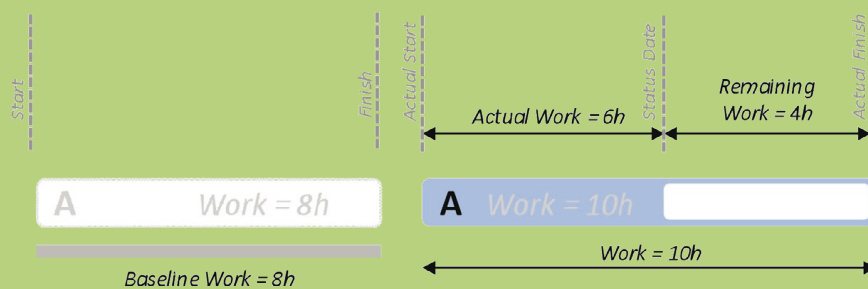 Start
Finish
Actual Start
Status Date
Actual Finish
Actual Work = 6h
Remaining
Work = 4h
A Work = 8h
A Work = 10h
Baseline Work = 8h
Work = 10h